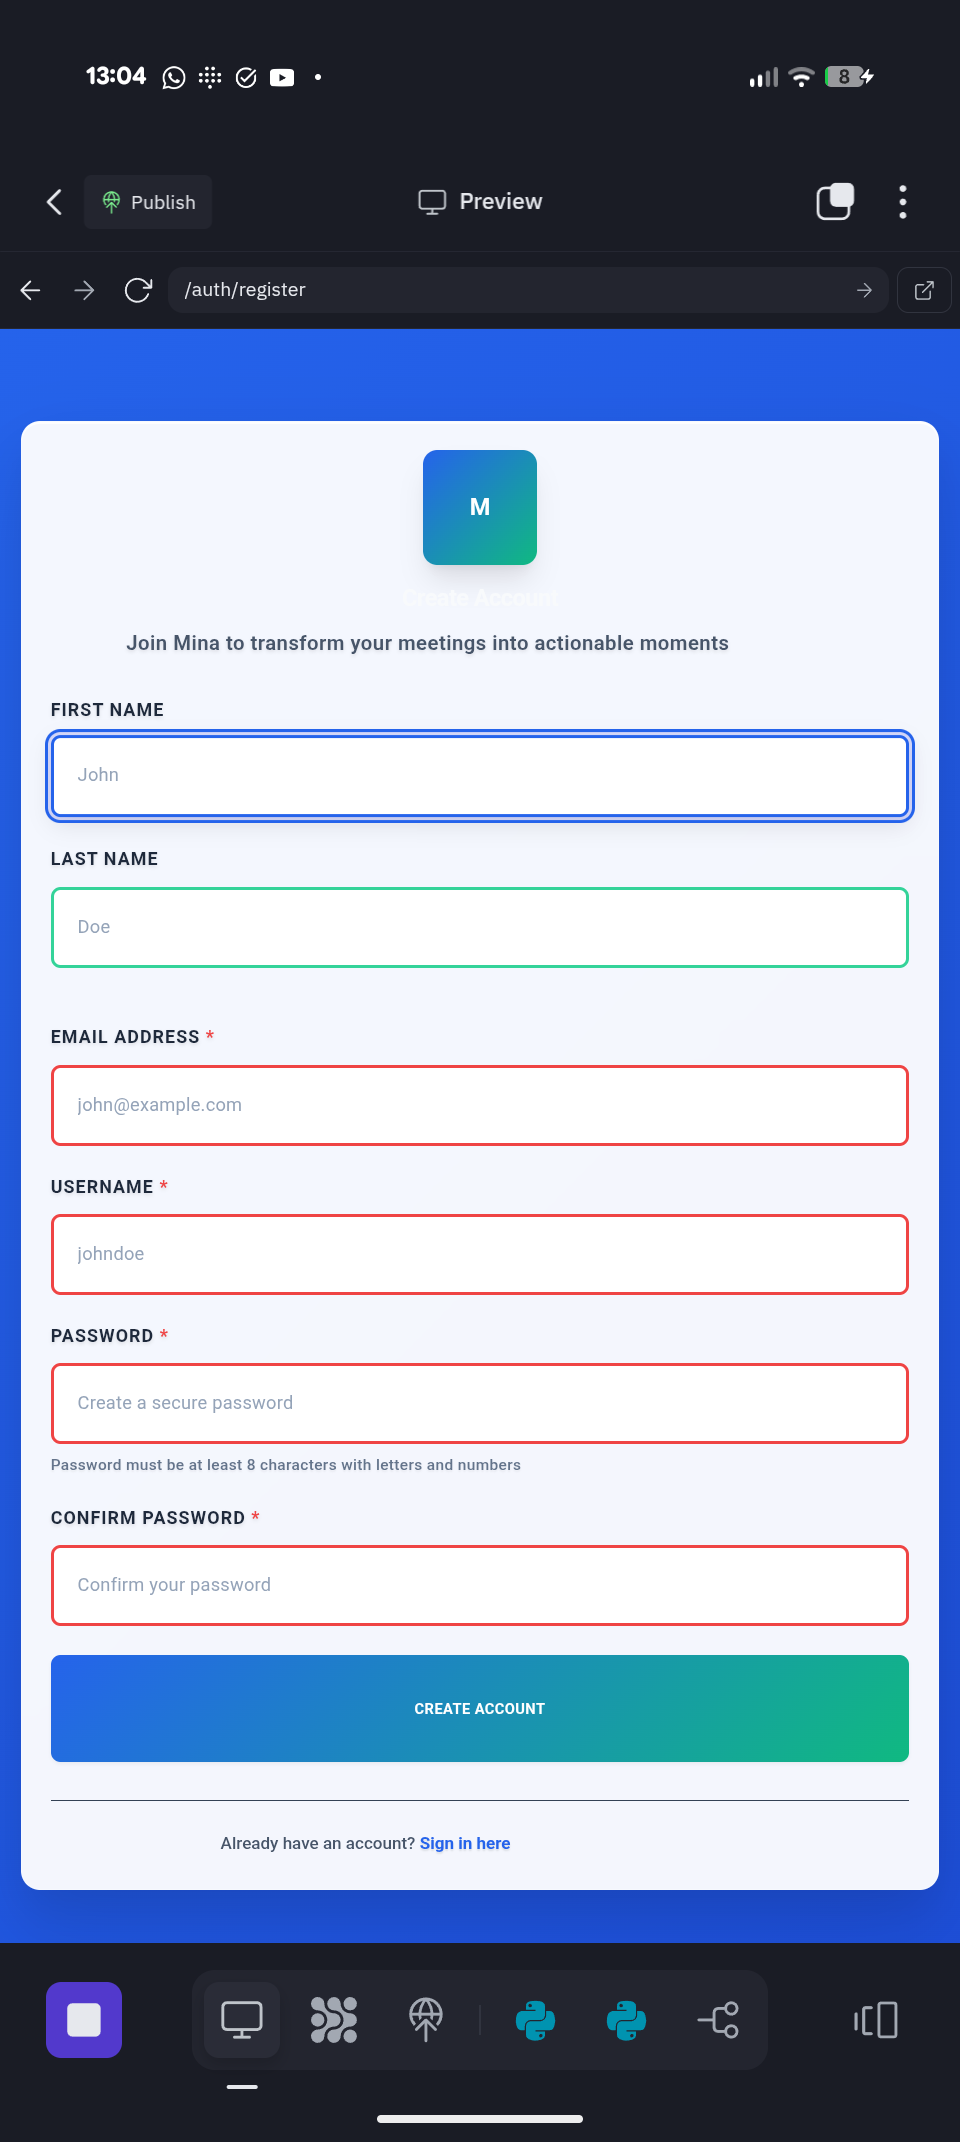 13:04
8
Publish
Preview
/auth/register
M
Create Account
Join Mina to transform your meetings into actionable moments
FIRST NAME
John
LAST NAME
Doe
EMAIL ADDRESS *
john@example.com
USERNAME *
johndoe
PASSWORD *
Create a secure password
Password must be at least 8 characters with letters and numbers
CONFIRM PASSWORD *
Confirm your password
CREATE ACCOUNT
Already have an account? Sign in here